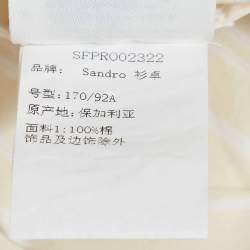 SFPRO02322
品牌： Sandro 衫卓
号型：170/92A
原产地：保加利亚
面料1:100%棉
饰品及边饰除外